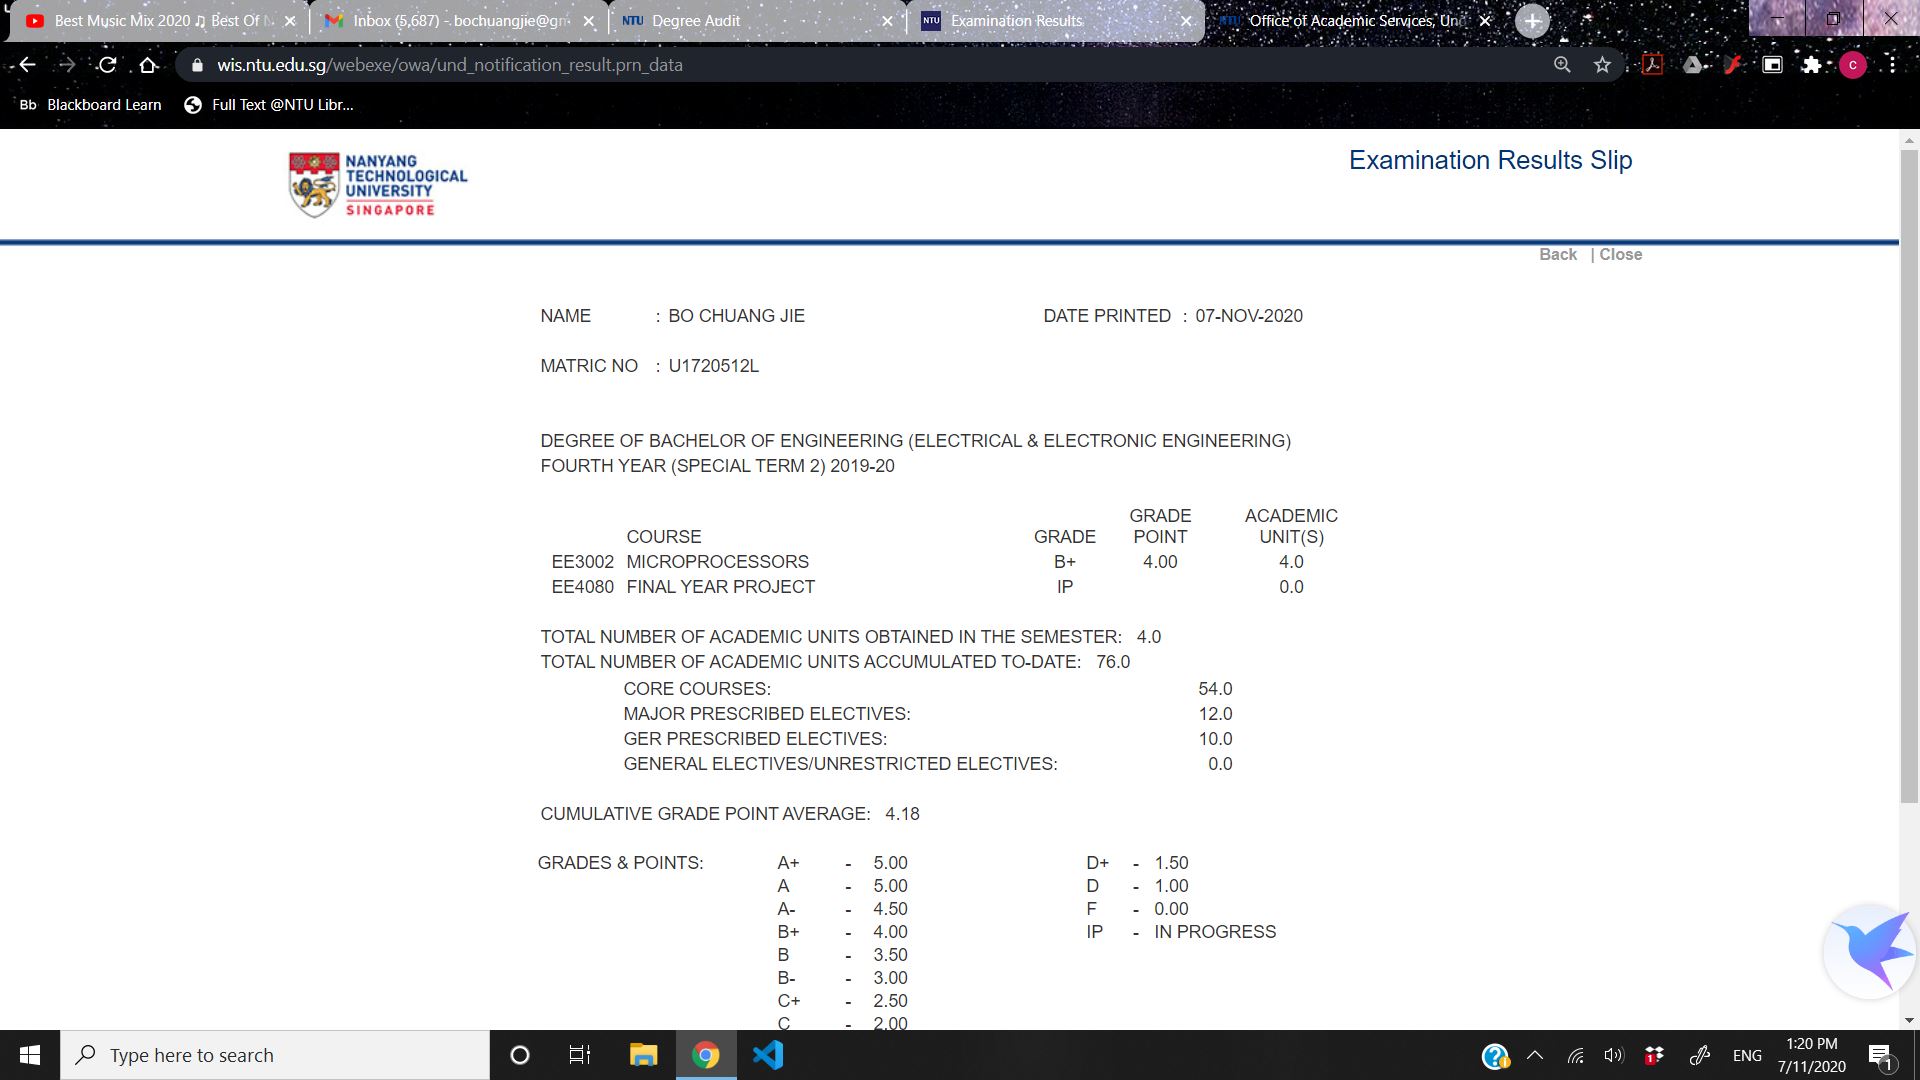 Best Music Mix 2020 ♫ Best Of
Inbox (5,687) - bochuangjie@gm
NTU Degree Audit
NTU Examination Results
Office of Academic Services, Und
wis.ntu.edu.sg/webexe/owa/und_notification_result.prn_data
C
Bb Blackboard Learn
Full Text @NTU Libr...
NANYANG
TECHNOLOGICAL
UNIVERSITY
SINGAPORE
Examination Results Slip
Back | Close
NAME : BO CHUANG JIE DATE PRINTED : 07-NOV-2020
MATRIC NO : U1720512L
DEGREE OF BACHELOR OF ENGINEERING (ELECTRICAL & ELECTRONIC ENGINEERING)
FOURTH YEAR (SPECIAL TERM 2) 2019-20
GRADE ACADEMIC
COURSE GRADE POINT UNIT(S)
EE3002 MICROPROCESSORS B+ 4.00 4.0
EE4080 FINAL YEAR PROJECT IP 0.0
TOTAL NUMBER OF ACADEMIC UNITS OBTAINED IN THE SEMESTER: 4.0
TOTAL NUMBER OF ACADEMIC UNITS ACCUMULATED TO-DATE: 76.0
CORE COURSES: 54.0
MAJOR PRESCRIBED ELECTIVES: 12.0
GER PRESCRIBED ELECTIVES: 10.0
GENERAL ELECTIVES/UNRESTRICTED ELECTIVES: 0.0
CUMULATIVE GRADE POINT AVERAGE: 4.18
GRADES & POINTS: A+ - 5.00 D+ - 1.50
A - 5.00 D - 1.00
A- - 4.50 F - 0.00
B+ - 4.00 IP - IN PROGRESS
B - 3.50
B- - 3.00
C+ - 2.50
C - 2.00
Type here to search
ENG
1:20 PM
7/11/2020
1